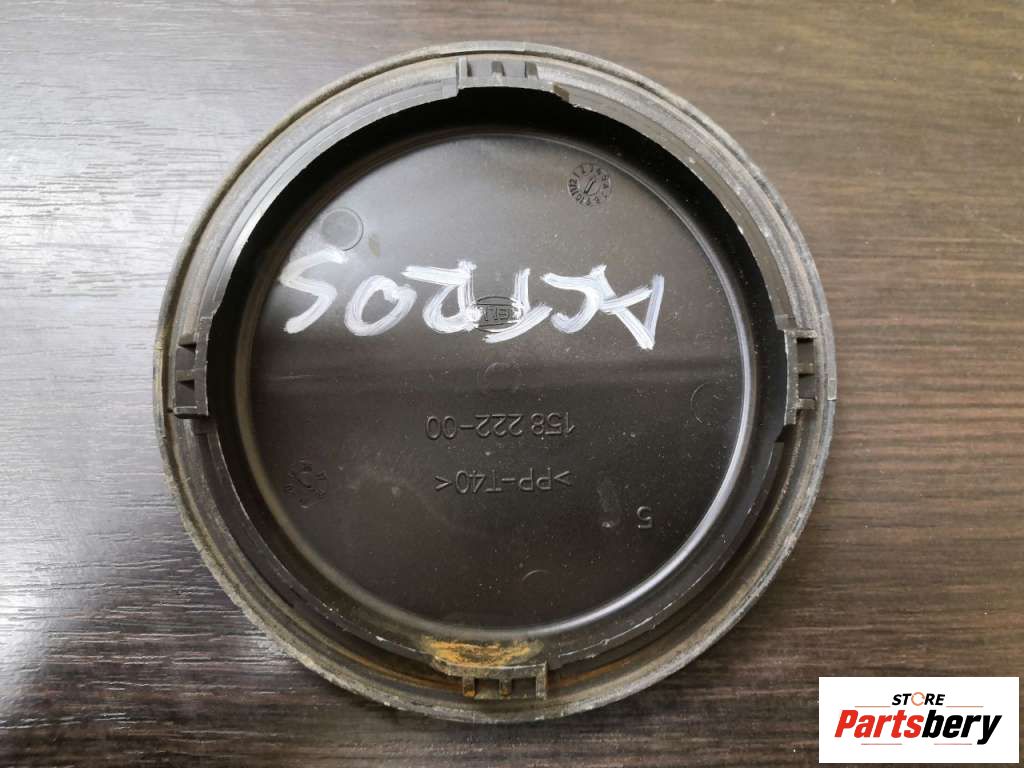 5
>PP-T40<
158 222-00
ACTROS
STORE
Partsbery